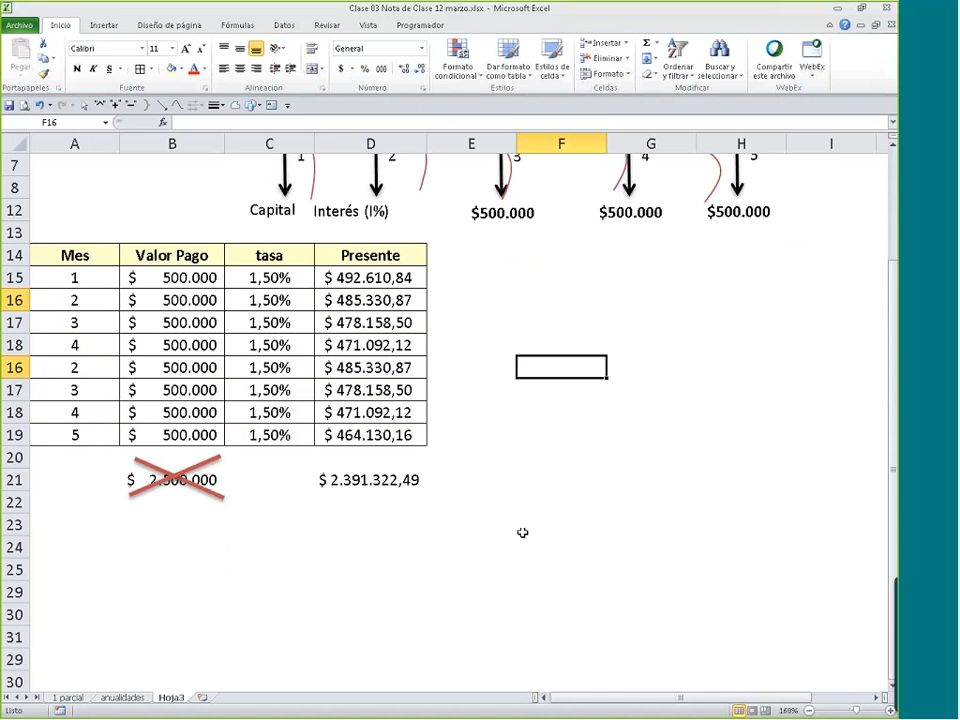 Clase 03 Nota de Clase 12 marzo.xlsx - Microsoft Excel
Archivo Inicio Insertar Diseño de página Fórmulas Datos Revisar Vista Programador
Calibri 11 General Insertar Σ
Eliminar
N K S % 000 Formato
Pegar Formato condicional Dar formato como tabla Estilos de celda Ordenar y filtrar Buscar y seleccionar Compartir este archivo WebEx
Portapapeles Fuente Alineación Número Estilos Celdas Modificar WebEx
F16 fx
A B C D E F G H I
7 1 2 3 4 5
8
12 Capital Interés (I%) $500.000 $500.000 $500.000
13
14 Mes Valor Pago tasa Presente
15 1 $ 500.000 1,50% $ 492.610,84
16 2 $ 500.000 1,50% $ 485.330,87
17 3 $ 500.000 1,50% $ 478.158,50
18 4 $ 500.000 1,50% $ 471.092,12
16 2 $ 500.000 1,50% $ 485.330,87
17 3 $ 500.000 1,50% $ 478.158,50
18 4 $ 500.000 1,50% $ 471.092,12
19 5 $ 500.000 1,50% $ 464.130,16
20
21 $ 2.500.000 $ 2.391.322,49
22
23
24
25
29
30
31
29
30
1 parcial anualidades Hoja3
Listo 160%